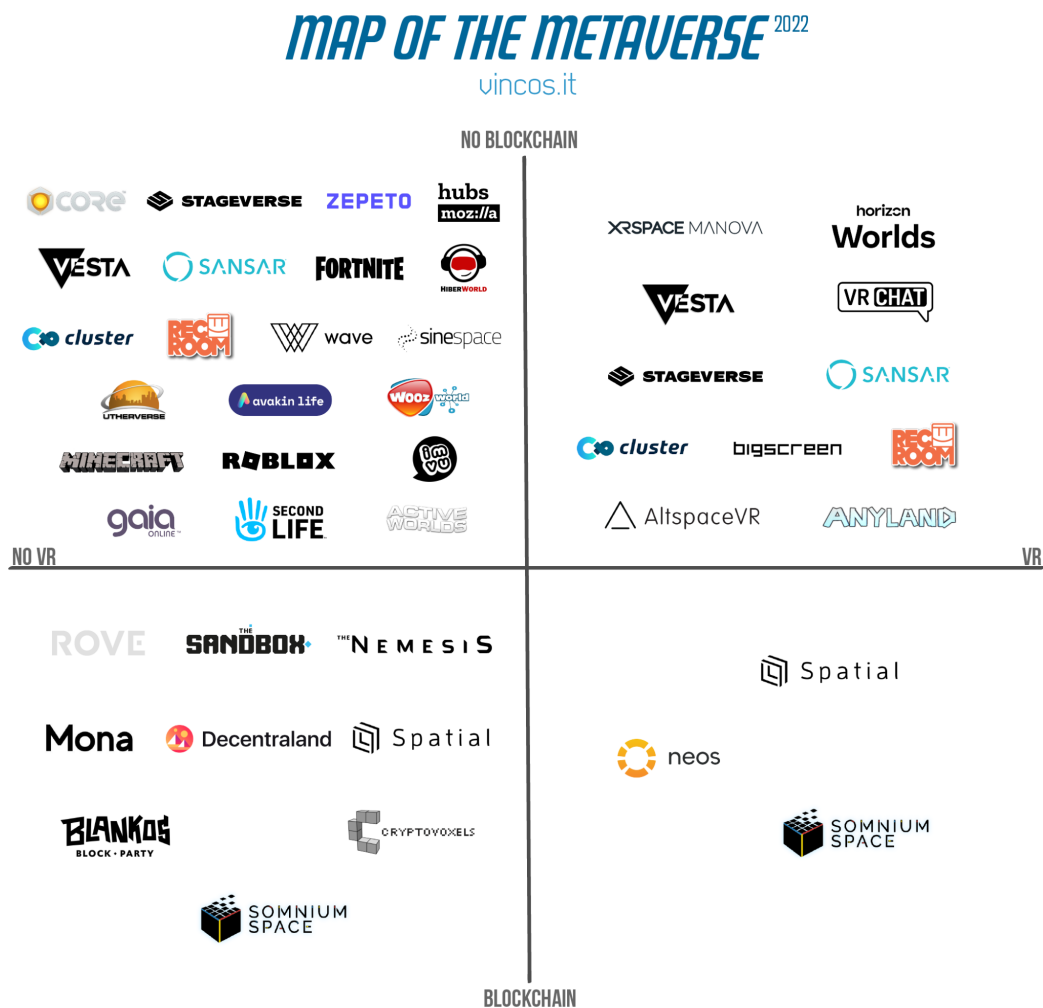 MAP OF THE METAVERSE 2022
vincos.it
NO BLOCKCHAIN
CORE™ STAGEVERSE ZEPETO hubs
moz://a
VESTA SANSAR FORTNITE HIBERWORLD
cluster REC ROOM wave sinespace
UTHERVERSE avakin life WOOZ world
MINECRAFT ROBLOX imvu
gaia ONLINE™ SECOND LIFE™ ACTIVE WORLDS
XRSPACE MANOVA horizon
Worlds
VESTA VR CHAT
STAGEVERSE SANSAR
cluster bigscreen REC ROOM
AltspaceVR ANYLAND
NO VR
VR
ROVE THE SANDBOX THE NEMESIS
Mona Decentraland Spatial
BLANKOS
BLOCK • PARTY
CRYPTOVOXELS
SOMNIUM
SPACE
Spatial
neos
SOMNIUM
SPACE
BLOCKCHAIN